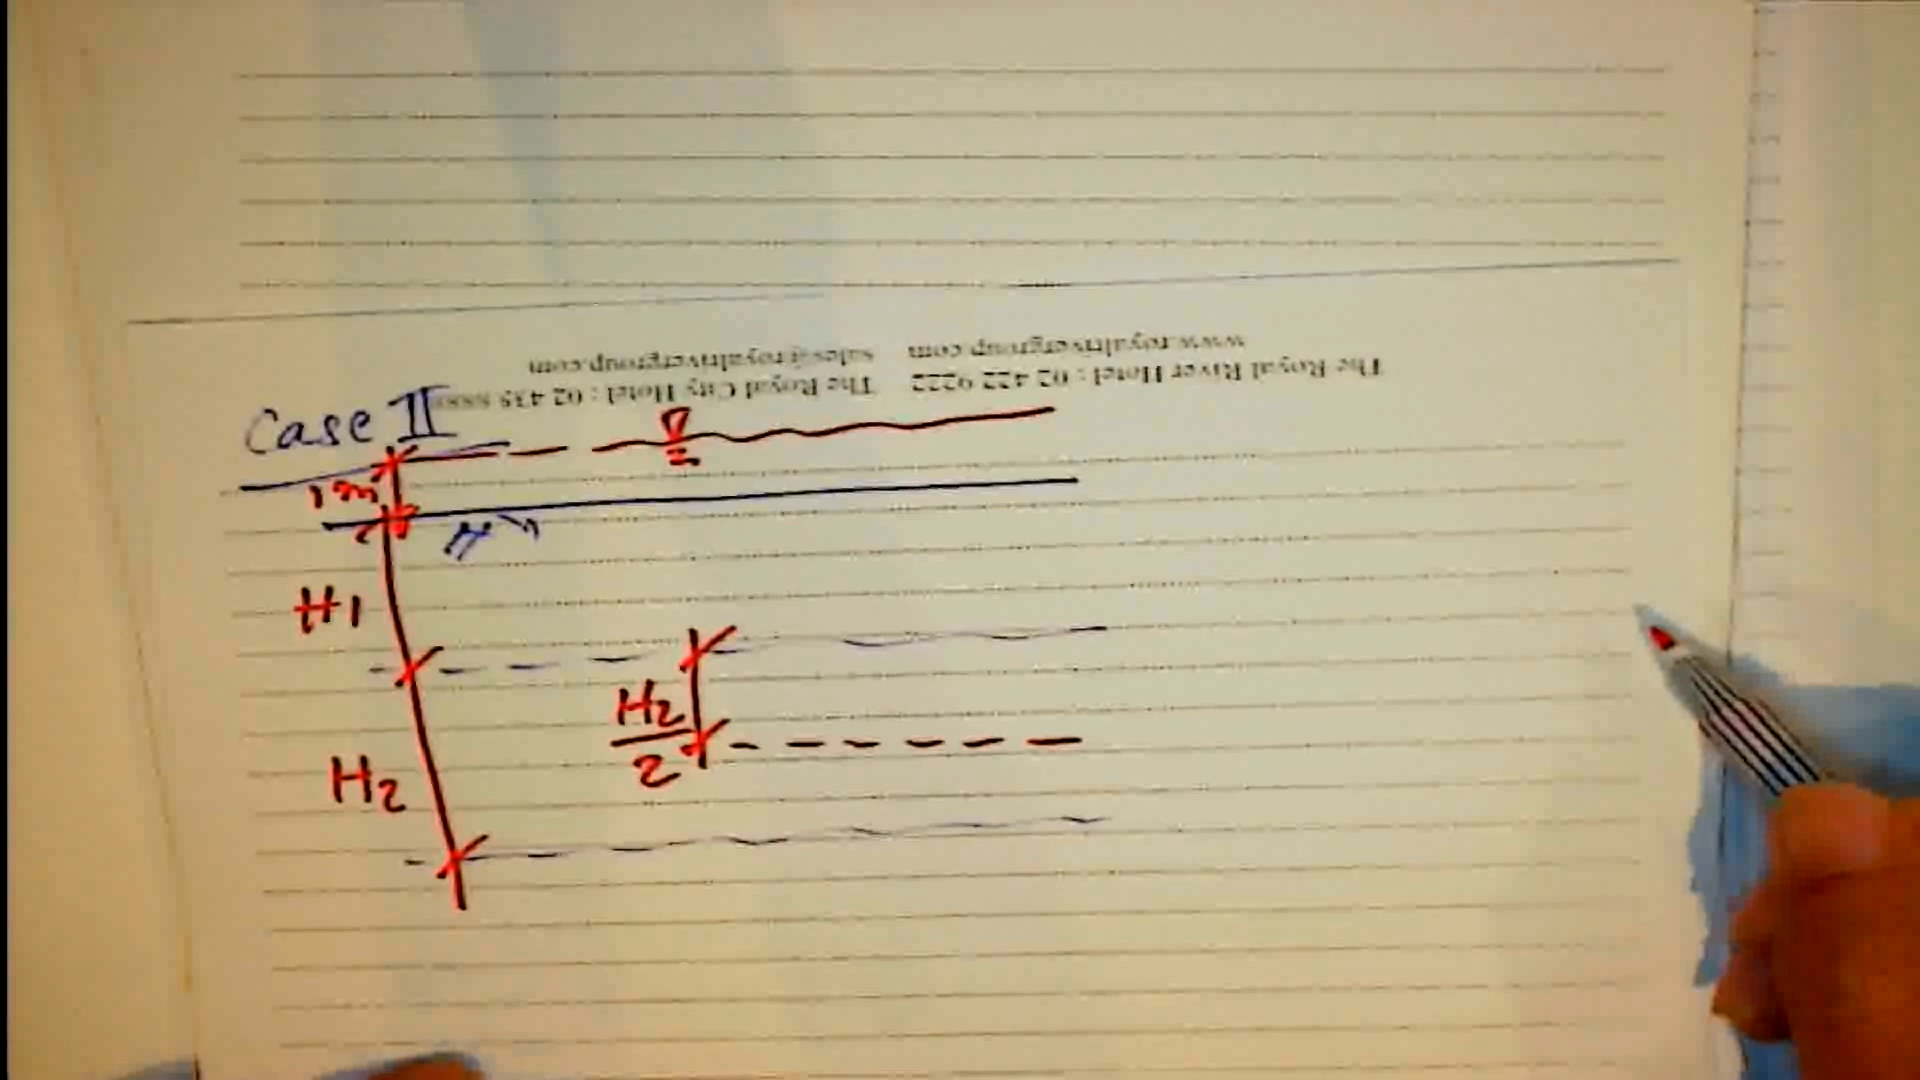 www.royalrivergroup.com sales@royalrivergroup.com
The Royal River Hotel : 02 422 9222 The Royal City Hotel : 02 435 8888
Case II
1m
H1
H2
2
H2